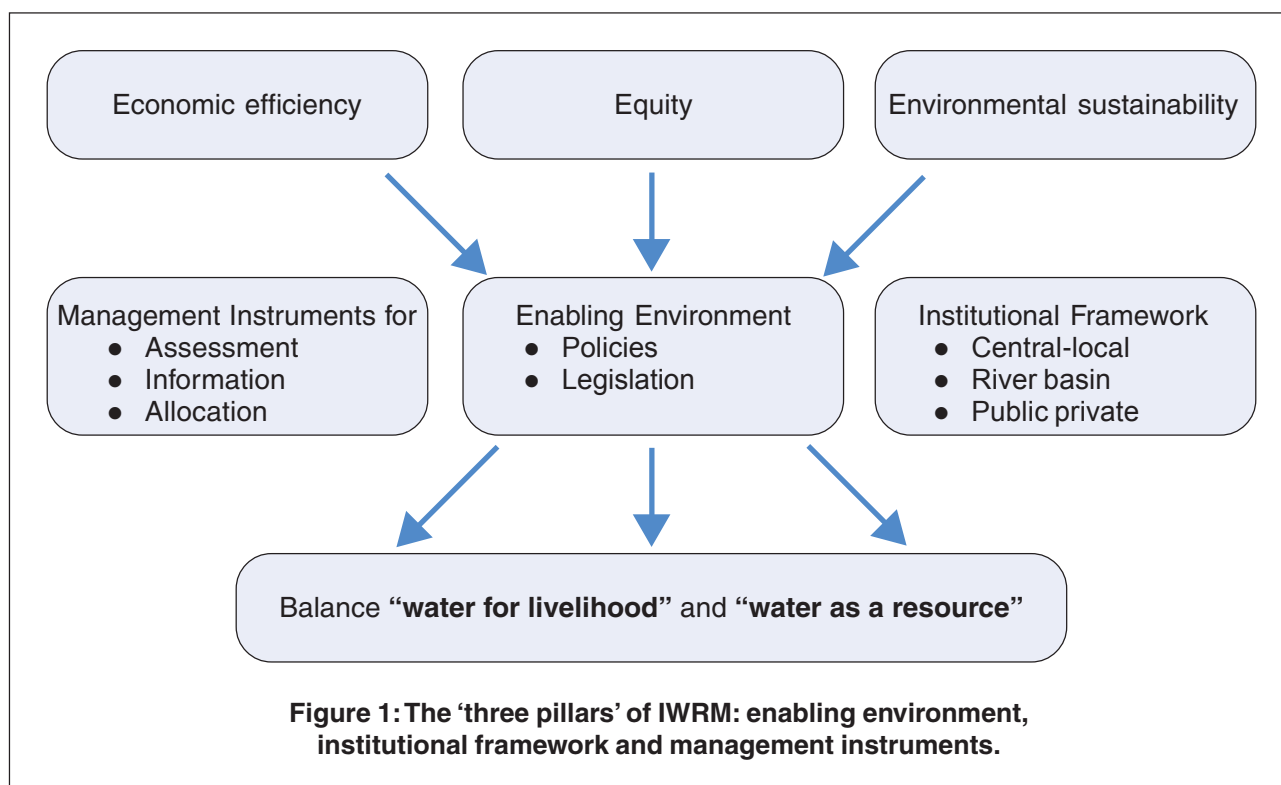 Economic efficiency
Equity
Environmental sustainability
Management Instruments for
● Assessment
● Information
● Allocation
Enabling Environment
● Policies
● Legislation
Institutional Framework
● Central-local
● River basin
● Public private
Balance “water for livelihood” and “water as a resource”
Figure 1: The ‘three pillars’ of IWRM: enabling environment,
institutional framework and management instruments.